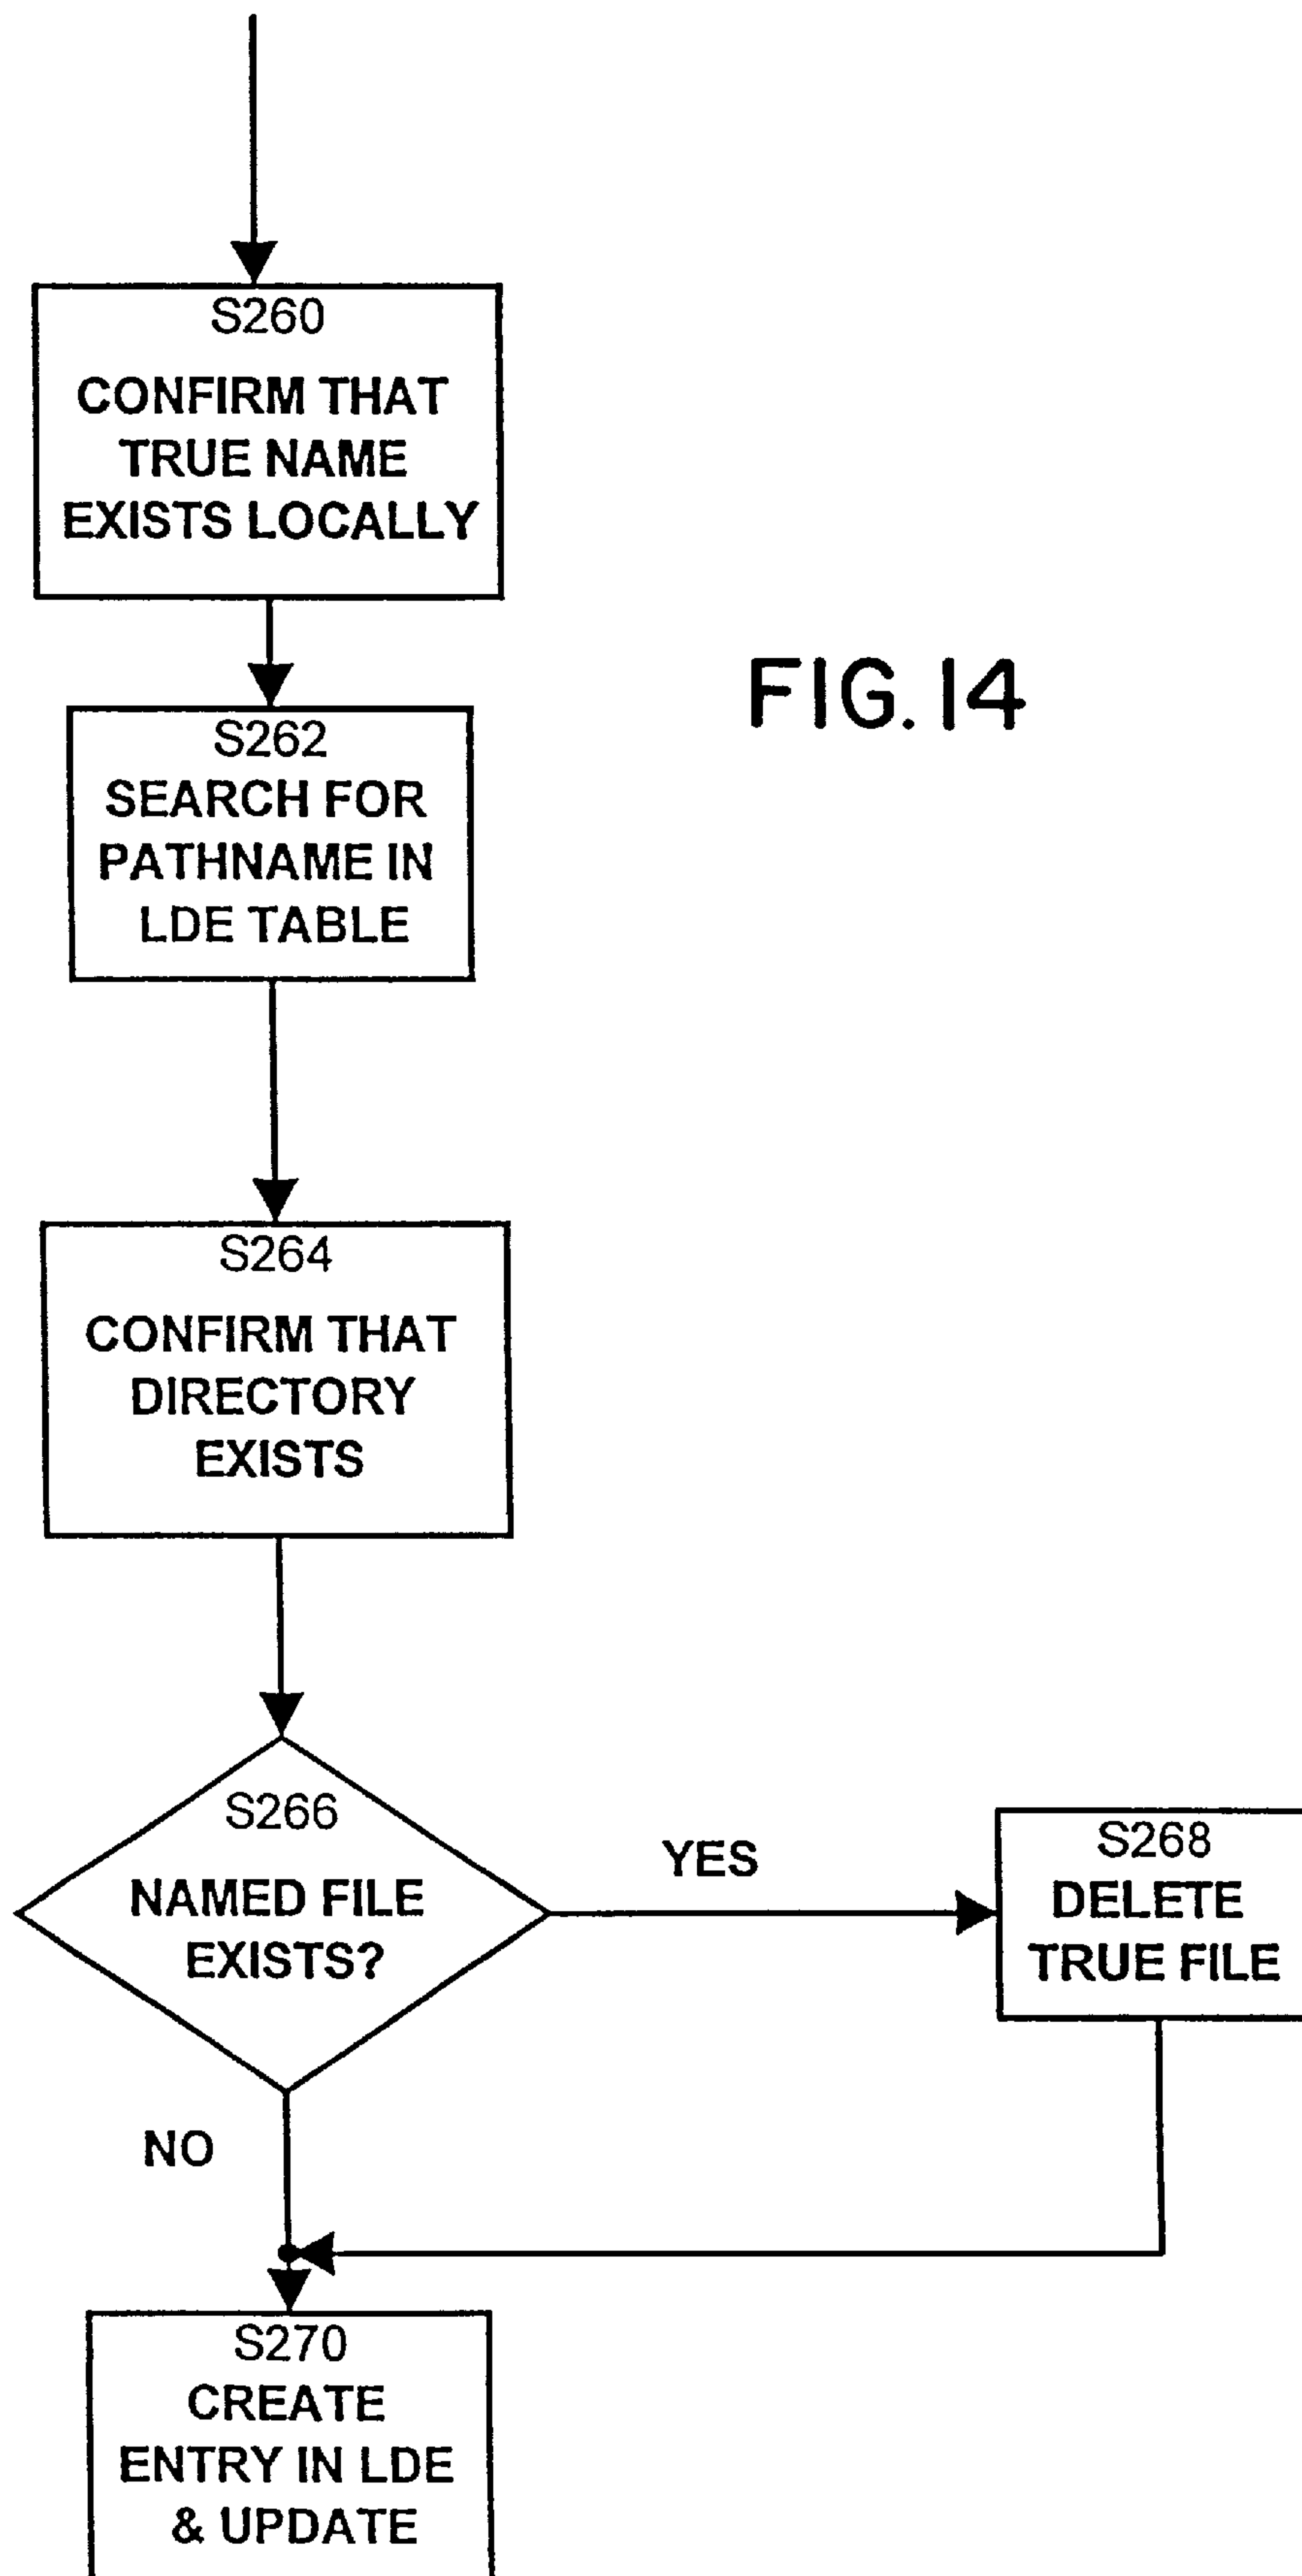 S260
CONFIRM THAT
TRUE NAME
EXISTS LOCALLY
FIG. 14
S262
SEARCH FOR
PATHNAME IN
LDE TABLE
S264
CONFIRM THAT
DIRECTORY
EXISTS
S266
NAMED FILE
EXISTS?
YES
S268
DELETE
TRUE FILE
NO
S270
CREATE
ENTRY IN LDE
& UPDATE